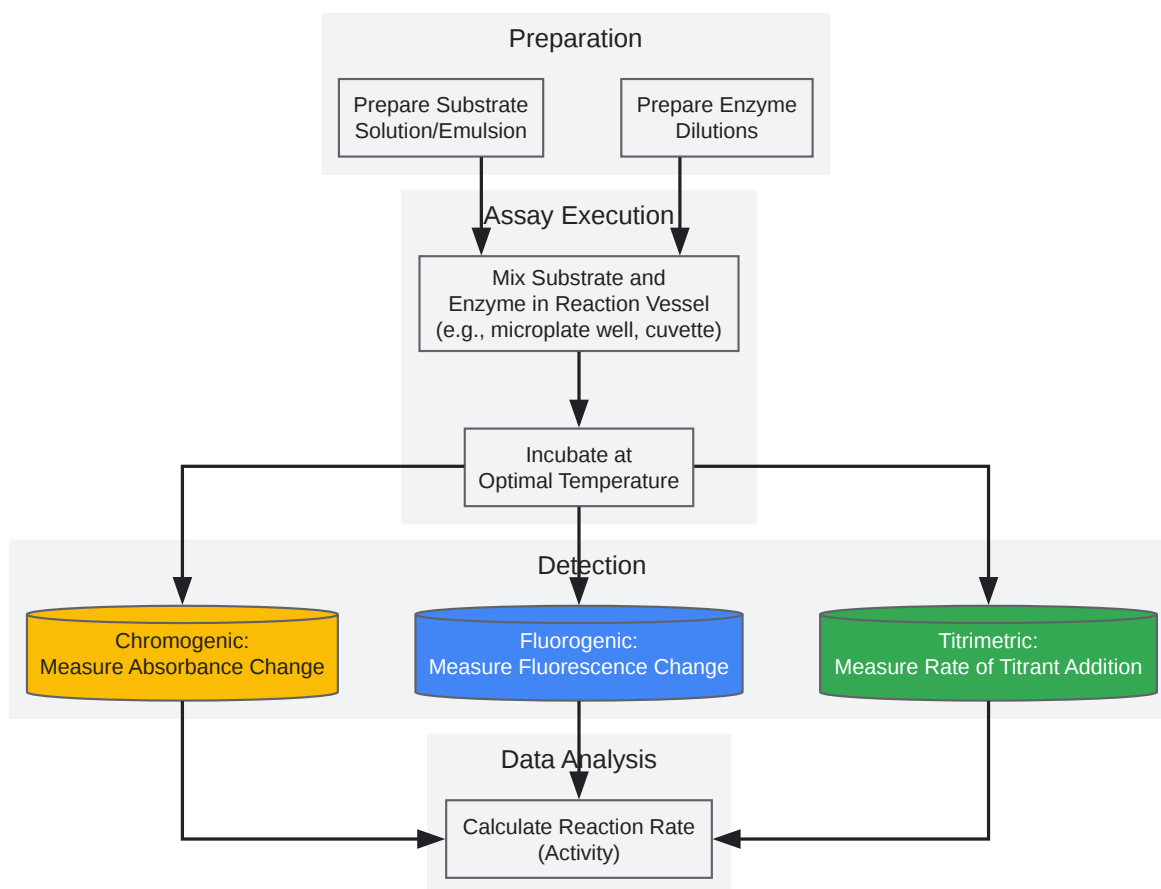 Preparation
Prepare Substrate
Solution/Emulsion
Prepare Enzyme
Dilutions
Assay Execution
Mix Substrate and
Enzyme in Reaction Vessel
(e.g., microplate well, cuvette)
Incubate at
Optimal Temperature
Detection
Chromogenic:
Measure Absorbance Change
Fluorogenic:
Measure Fluorescence Change
Titrimetric:
Measure Rate of Titrant Addition
Data Analysis
Calculate Reaction Rate
(Activity)